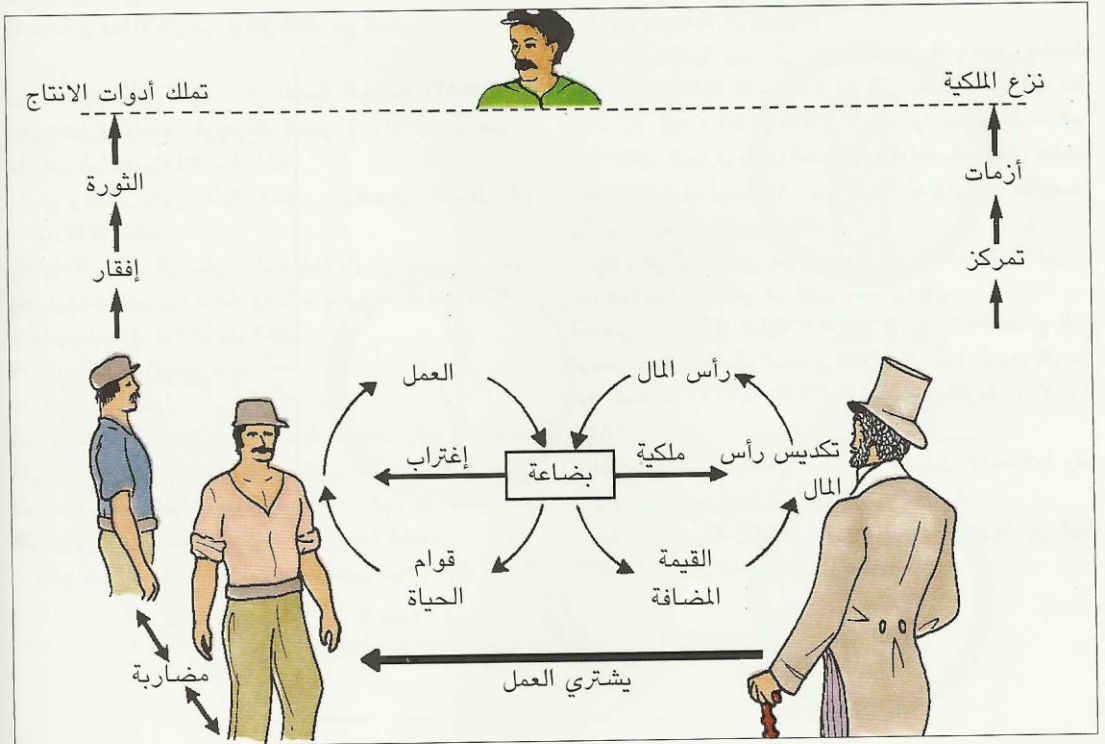 نزع الملكية
تملك أدوات الانتاج
أزمات
الثورة
تمركز
إفقار
رأس المال
العمل
تكديس رأس
المال
ملكية
بضاعة
إغتراب
القيمة
المضافة
قوام
الحياة
يشتري العمل
مضاربة